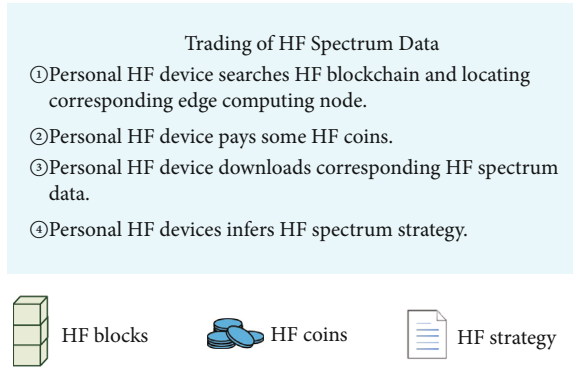 Trading of HF Spectrum Data
①Personal HF device searches HF blockchain and locating
corresponding edge computing node.
②Personal HF device pays some HF coins.
③Personal HF device downloads corresponding HF spectrum
data.
④Personal HF devices infers HF spectrum strategy.
HF blocks
HF coins
HF strategy